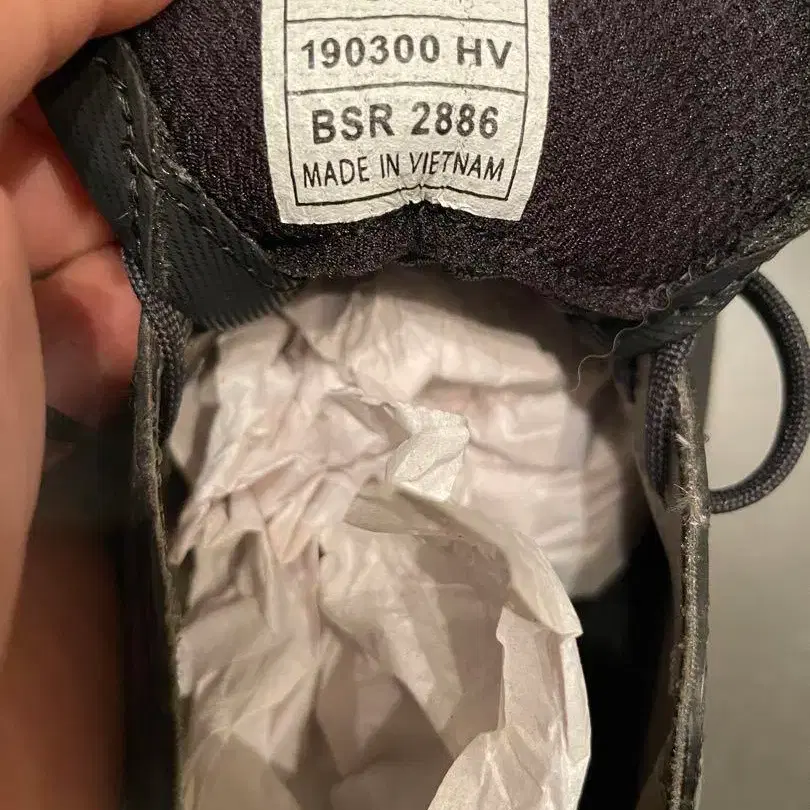 190300 HV
BSR 2886
MADE IN VIETNAM